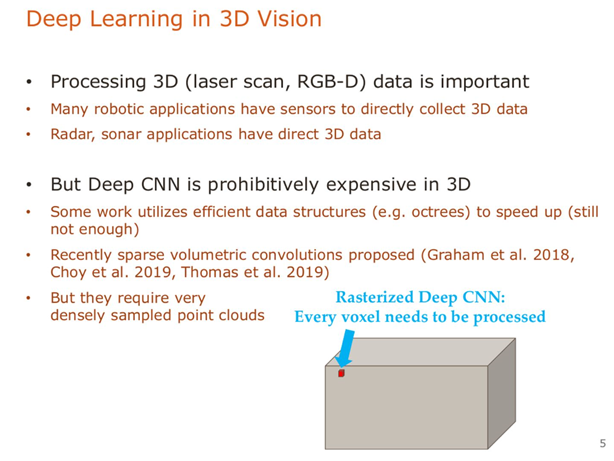 Deep Learning in 3D Vision
• Processing 3D (laser scan, RGB-D) data is important
• Many robotic applications have sensors to directly collect 3D data
• Radar, sonar applications have direct 3D data
• But Deep CNN is prohibitively expensive in 3D
• Some work utilizes efficient data structures (e.g. octrees) to speed up (still
not enough)
• Recently sparse volumetric convolutions proposed (Graham et al. 2018,
Choy et al. 2019, Thomas et al. 2019)
• But they require very
densely sampled point clouds
Rasterized Deep CNN:
Every voxel needs to be processed
5